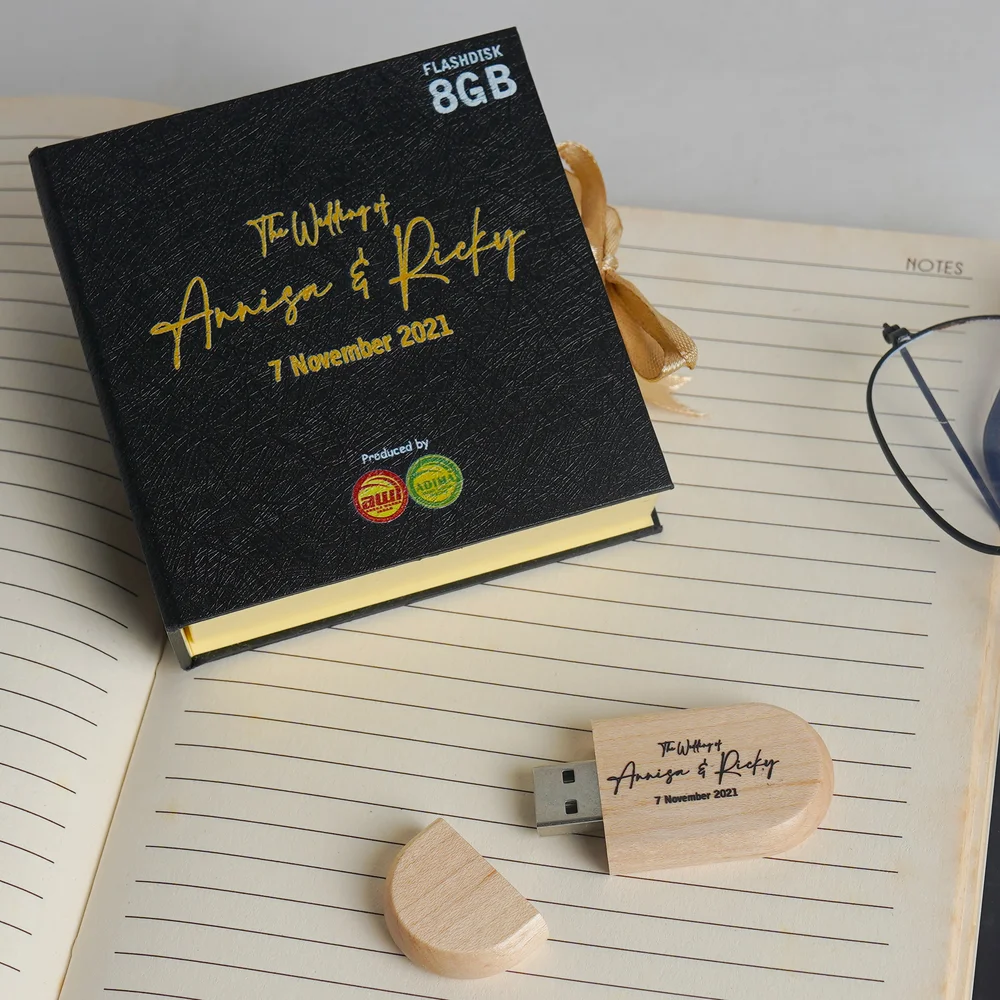 FLASHDISK
8GB
The Wedding of
Annisa & Ricky
7 November 2021
Produced by
awi
ADIMA
NOTES
The Wedding of
Annisa & Ricky
7 November 2021